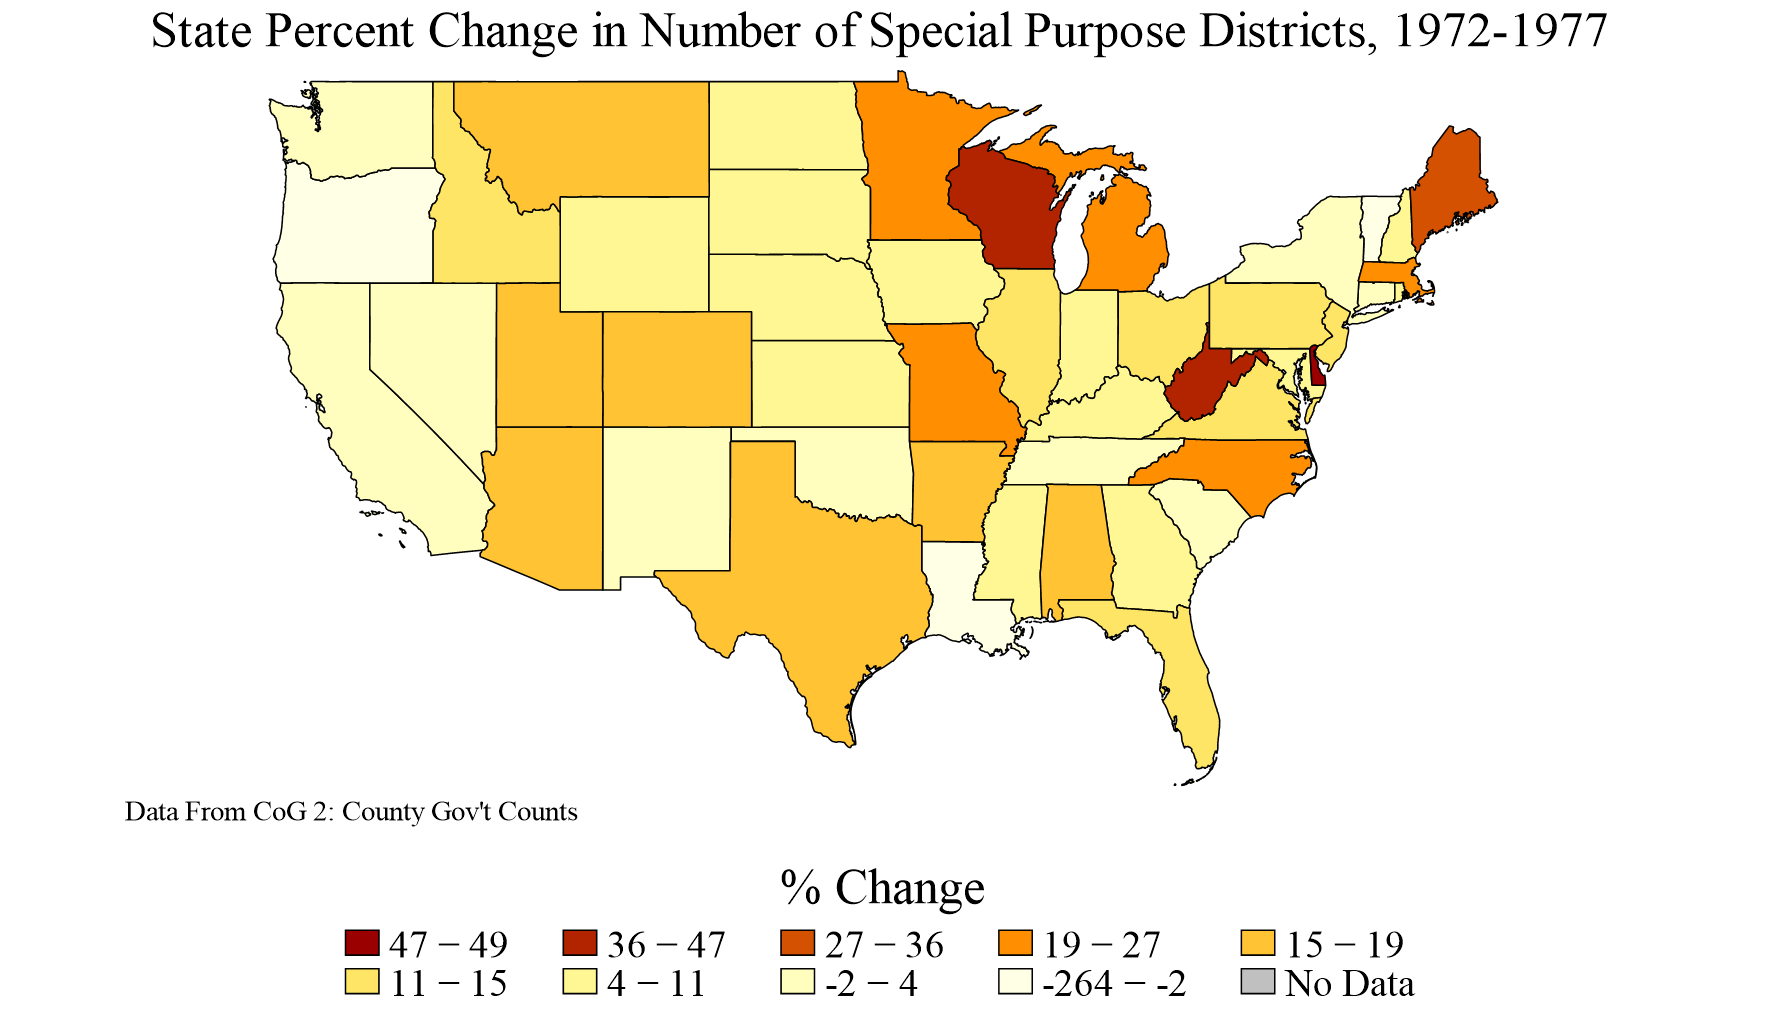 State Percent Change in Number of Special Purpose Districts, 1972-1977
Data From CoG 2: County Gov't Counts
% Change
47 – 49 36 – 47 27 – 36 19 – 27 15 – 19
11 – 15 4 – 11 -2 – 4 -264 – -2 No Data